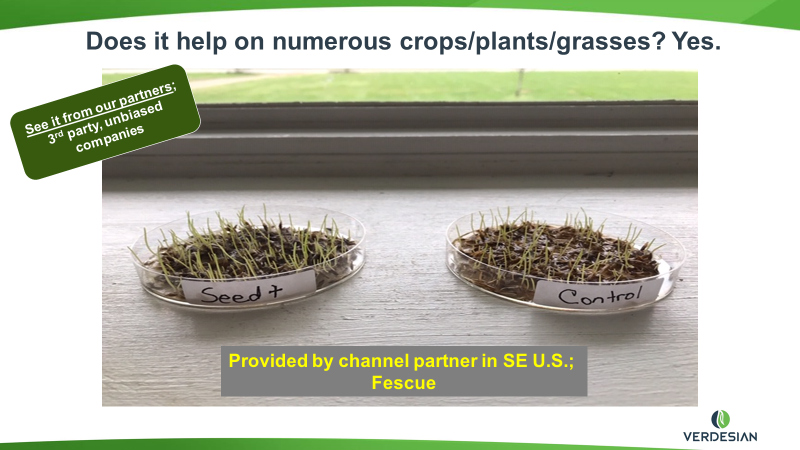 Does it help on numerous crops/plants/grasses? Yes.
See it from our partners;
3rd party, unbiased
companies
Seed+
Control
Provided by channel partner in SE U.S.;
Fescue
VERDESIAN